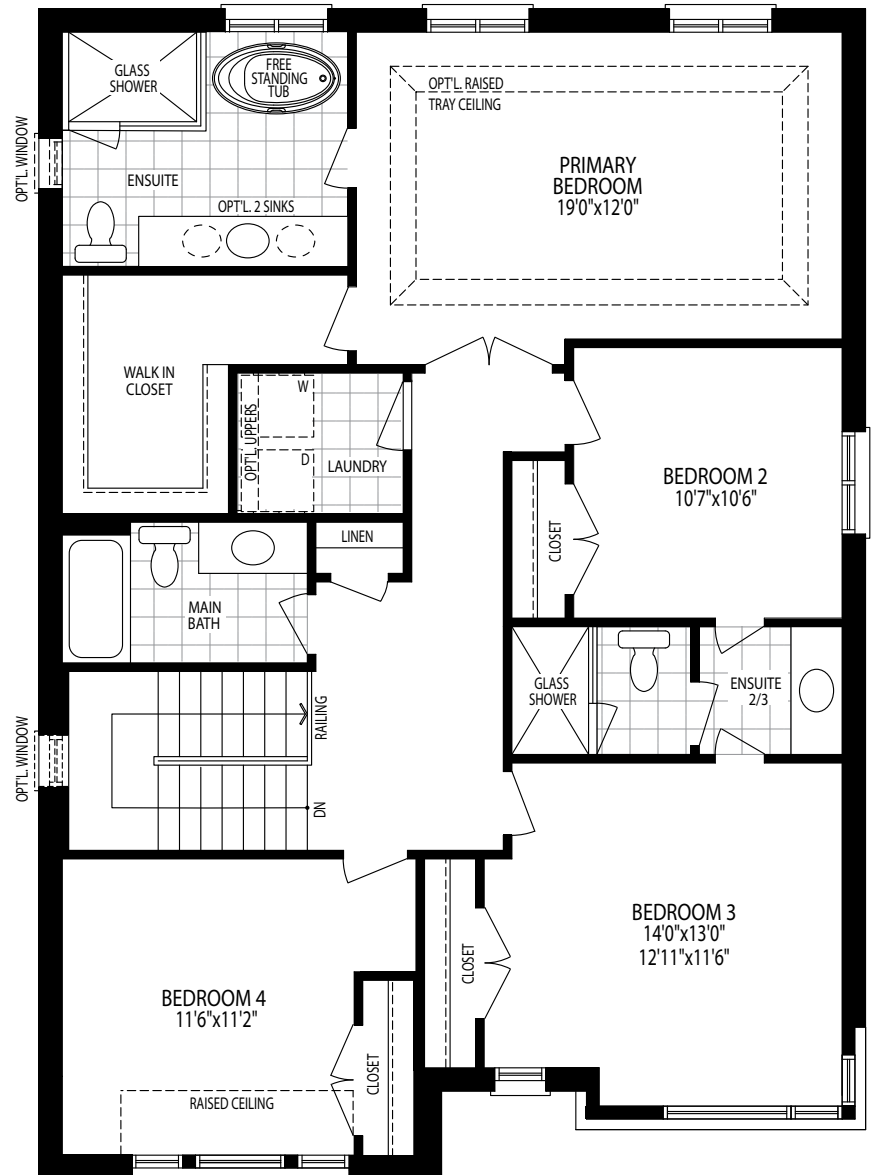 GLASS
SHOWER
FREE
STANDING
TUB
OPT'L. RAISED
TRAY CEILING
OPT'L. WINDOW
ENSUITE
OPT'L. 2 SINKS
PRIMARY
BEDROOM
19'0"x12'0"
WALK IN
CLOSET
OPT'L. UPPERS
W
D
LAUNDRY
BEDROOM 2
10'7"x10'6"
CLOSET
LINEN
MAIN
BATH
GLASS
SHOWER
ENSUITE
2/3
OPT'L. WINDOW
RAILING
DN
BEDROOM 3
14'0"x13'0"
12'11"x11'6"
CLOSET
BEDROOM 4
11'6"x11'2"
CLOSET
RAISED CEILING